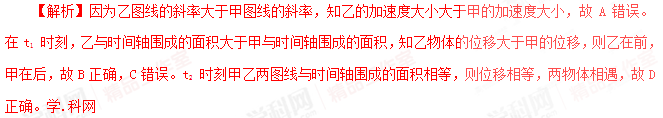 【解析】因为乙图线的斜率大于甲图线的斜率，知乙的加速度大小大于甲的加速度大小，故 A 错误。
在 t₁ 时刻，乙与时间轴围成的面积大于甲与时间轴围成的面积，知乙物体的位移大于甲的位移，则乙在前，
甲在后，故 B 正确，C 错误。t₂ 时刻甲乙两图线与时间轴围成的面积相等，则位移相等，两物体相遇，故 D
正确。学.科网